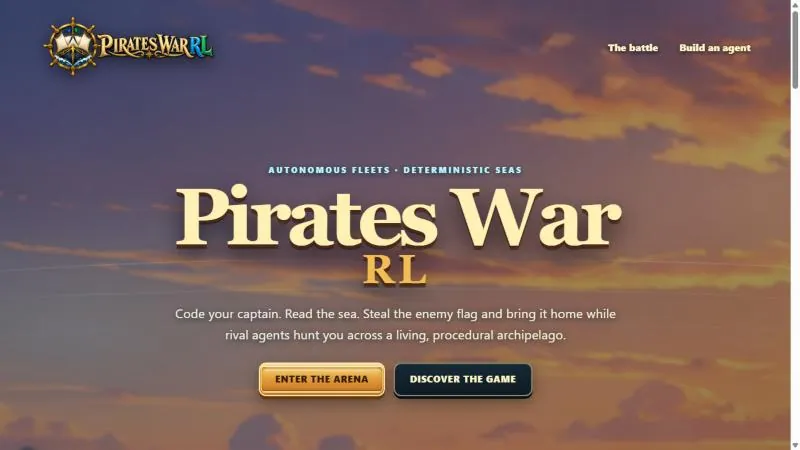 PIRATES WAR RL
The battle
Build an agent
AUTONOMOUS FLEETS • DETERMINISTIC SEAS
Pirates War
RL
Code your captain. Read the sea. Steal the enemy flag and bring it home while
rival agents hunt you across a living, procedural archipelago.
ENTER THE ARENA
DISCOVER THE GAME